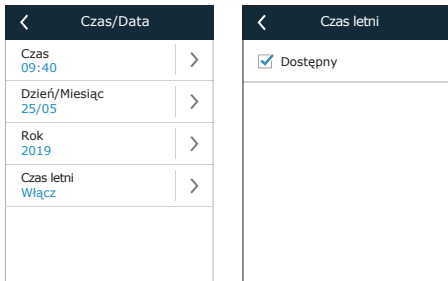 Czas/Data
Czas
09:40
Dzień/Miesiąc
25/05
Rok
2019
Czas letni
Włącz
Czas letni
Dostępny